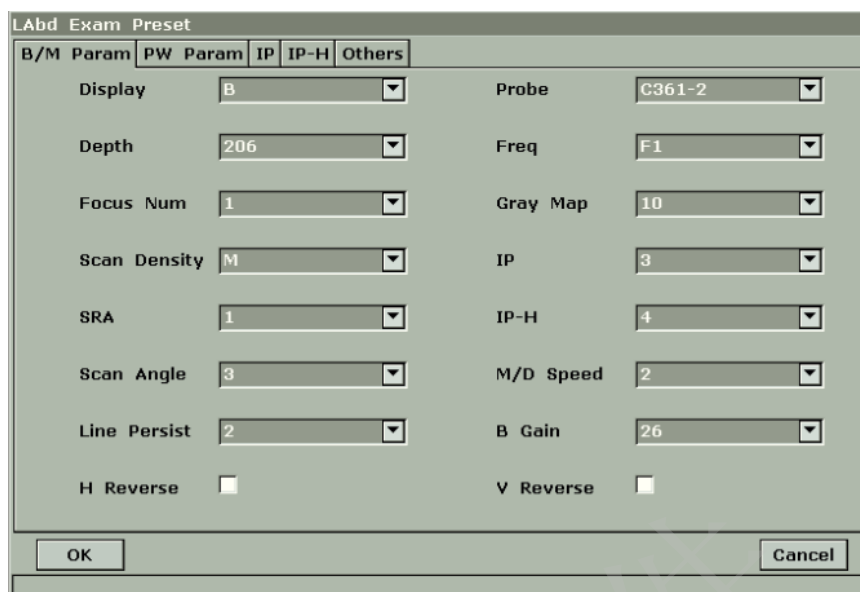 LAbd Exam Preset
B/M Param PW Param IP IP-H Others
Display B Probe C361-2
Depth 206 Freq F1
Focus Num 1 Gray Map 10
Scan Density M IP 3
SRA 1 IP-H 4
Scan Angle 3 M/D Speed 2
Line Persist 2 B Gain 26
H Reverse V Reverse
OK Cancel